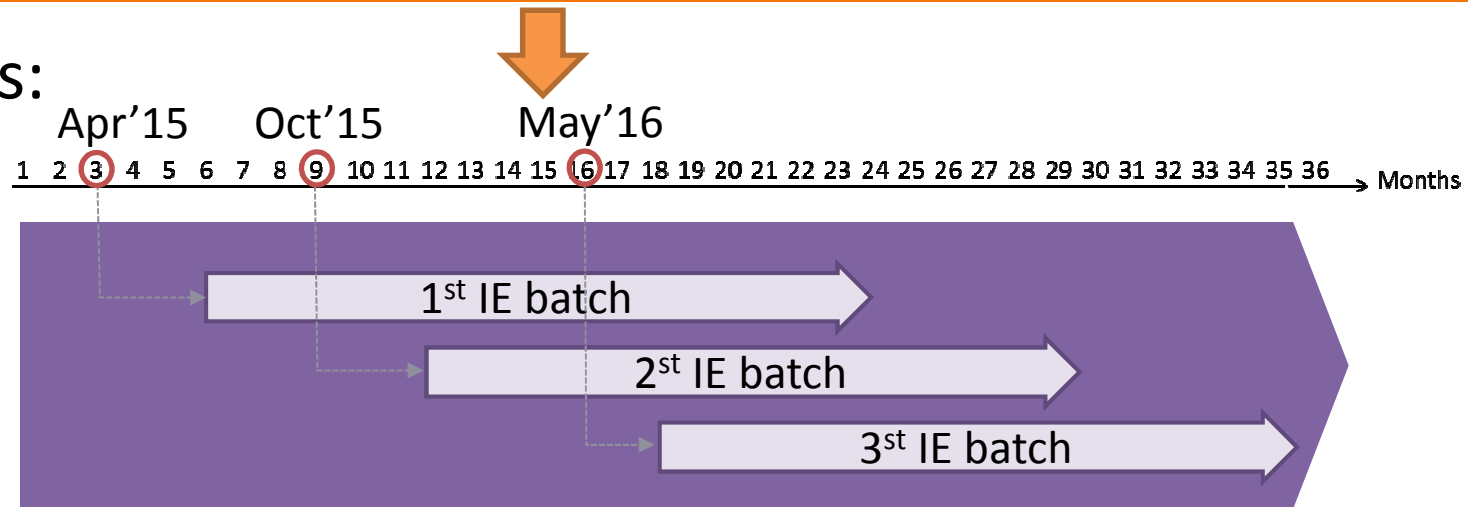 s:
Apr’15 Oct’15 May’16
1 2 3 4 5 6 7 8 9 10 11 12 13 14 15 16 17 18 19 20 21 22 23 24 25 26 27 28 29 30 31 32 33 34 35 36 Months
1st IE batch
2st IE batch
3st IE batch